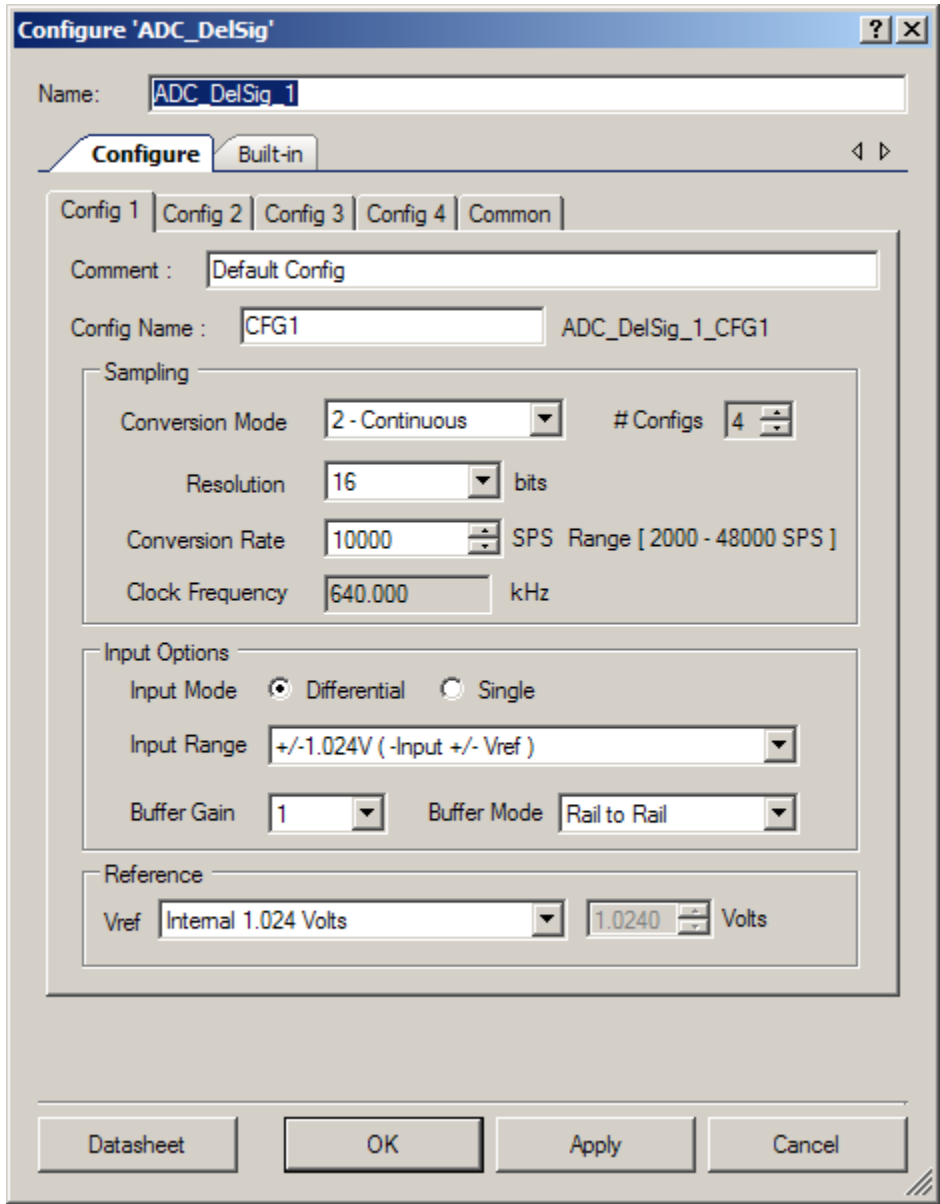 Configure 'ADC_DelSig'
Name: ADC_DelSig_1
Configure Built-in
Config 1 Config 2 Config 3 Config 4 Common
Comment : Default Config
Config Name : CFG1 ADC_DelSig_1_CFG1
Sampling
Conversion Mode 2 - Continuous # Configs 4
Resolution 16 bits
Conversion Rate 10000 SPS Range [ 2000 - 48000 SPS ]
Clock Frequency 640.000 kHz
Input Options
Input Mode Differential Single
Input Range +/-1.024V ( -Input +/- Vref )
Buffer Gain 1 Buffer Mode Rail to Rail
Reference
Vref Internal 1.024 Volts 1.0240 Volts
Datasheet OK Apply Cancel